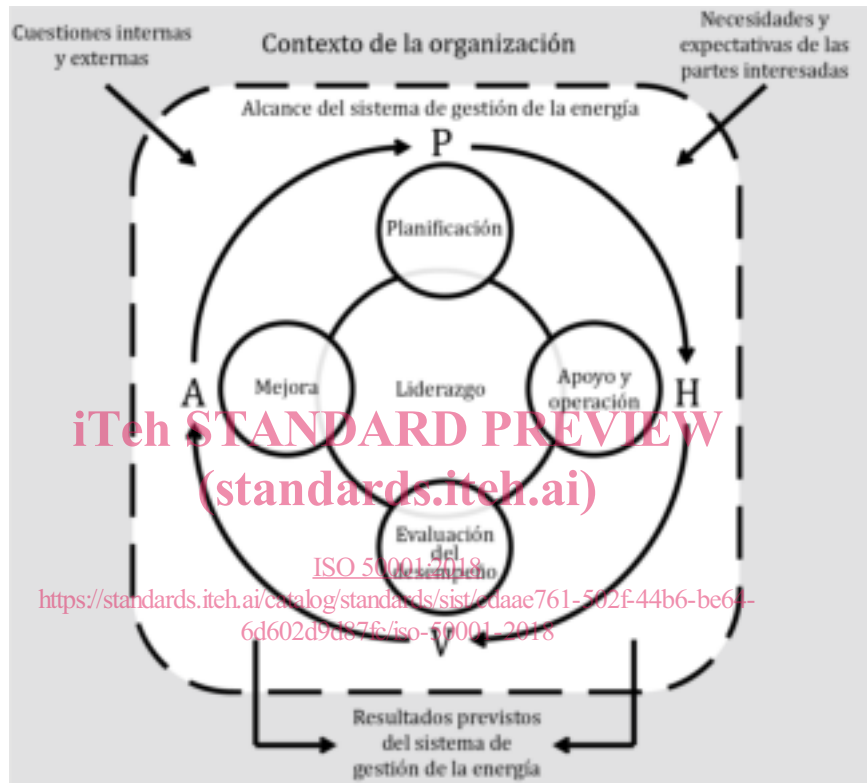 Cuestiones internas
y externas
Contexto de la organización
Necesidades y
expectativas de las
partes interesadas
Alcance del sistema de gestión de la energía
P
Planificación
A
Mejora
Liderazgo
Apoyo y
operación
H
iTeh STANDARD PREVIEW
(standards.iteh.ai)
Evaluación
del
desempeño
ISO 50001:2018
https://standards.iteh.ai/catalog/standards/sist/edaae761-502f-44b6-be64-
6d602d9d87fc/iso-50001-2018
V
Resultados previstos
del sistema de
gestión de la energía